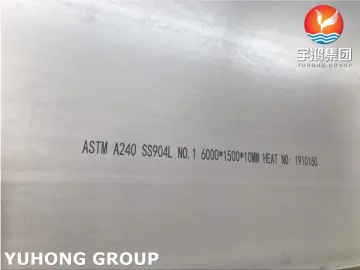 宇鸿集团
YUHONG GROUP
ASTM A240 SS904L NO.1 6000*1500*10MM HEAT NO: 1910160
YUHONG GROUP